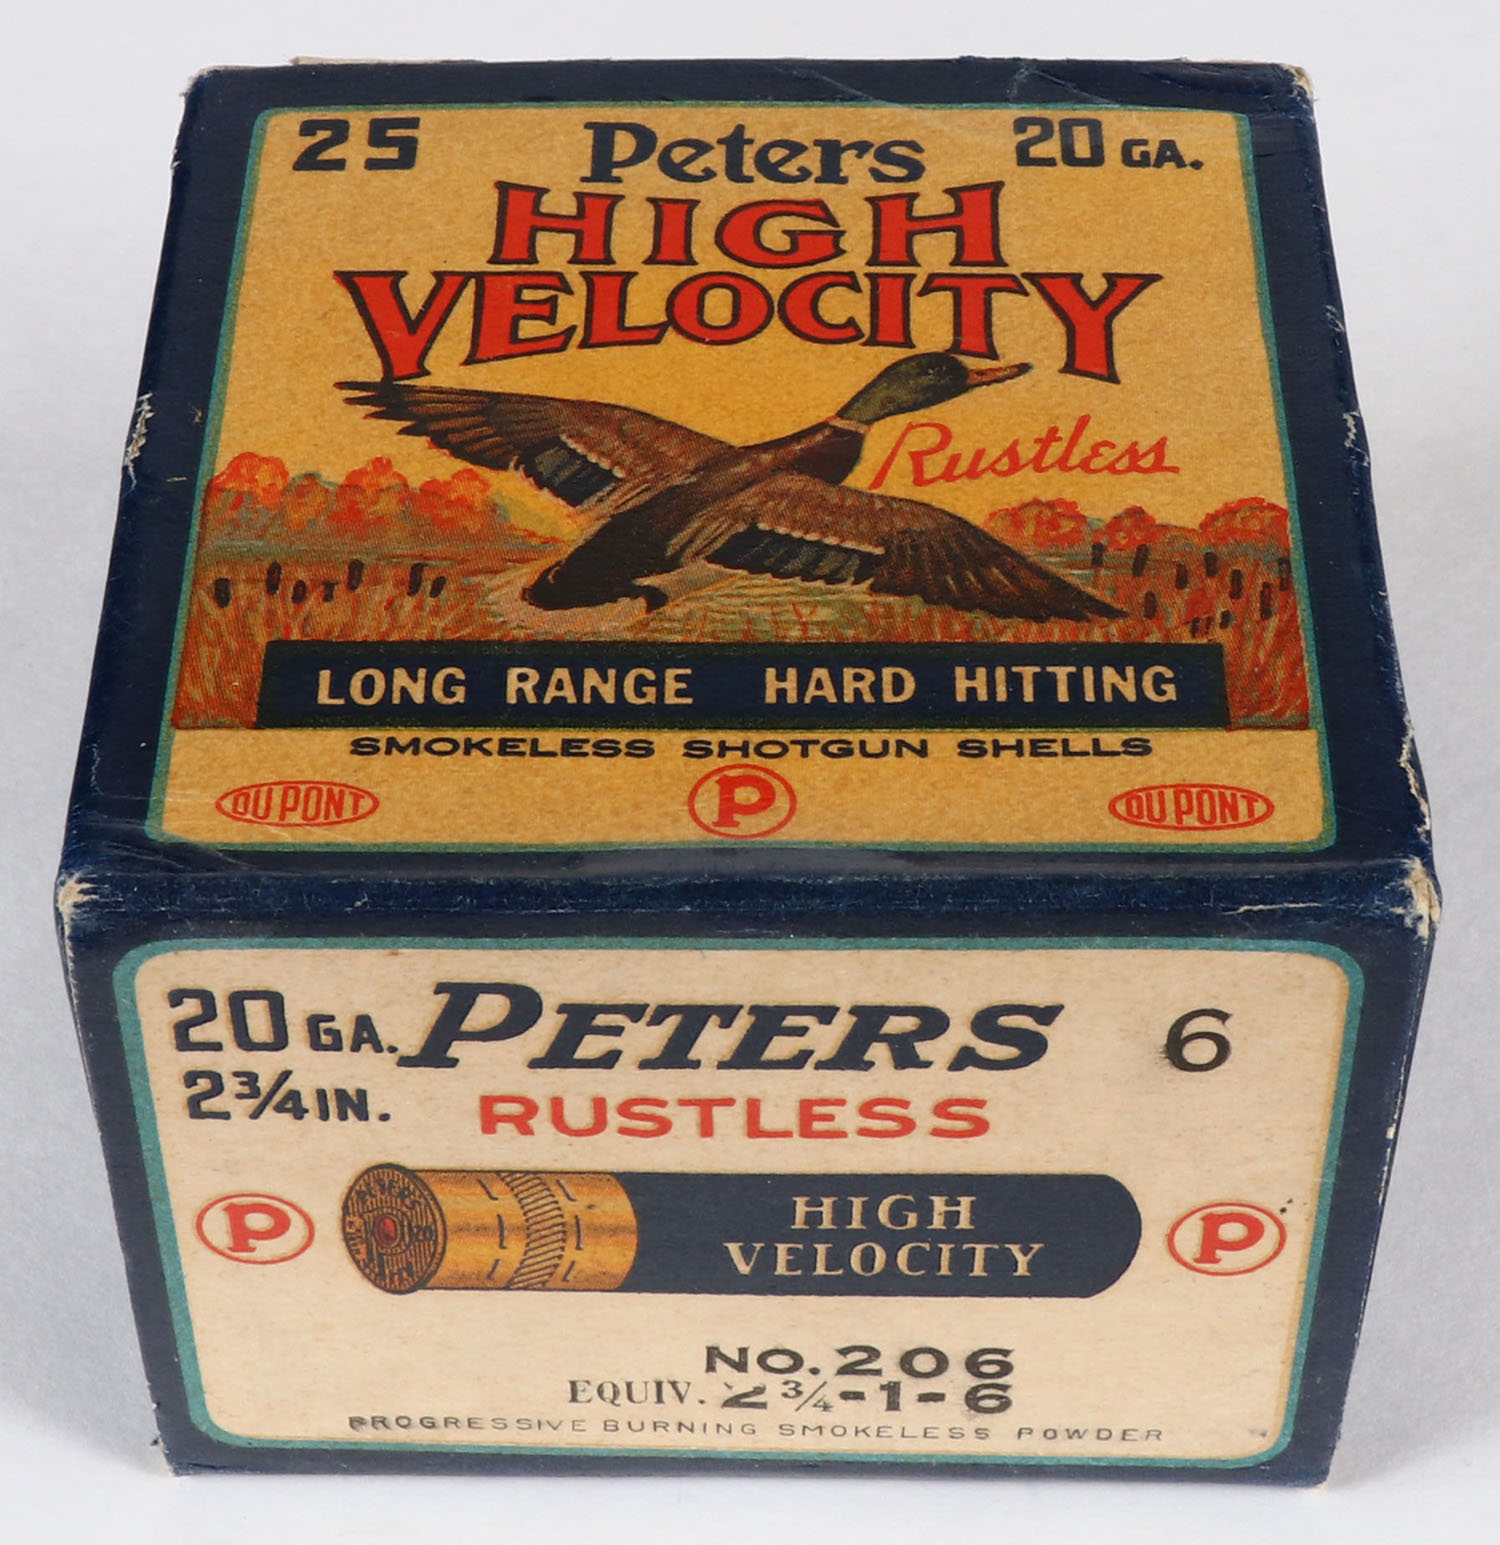 25 Peters 20 GA.
HIGH
VELOCITY
Rustless
LONG RANGE HARD HITTING
SMOKELESS SHOTGUN SHELLS
DU PONT P DU PONT
20 GA. PETERS 6
2¾ IN.
RUSTLESS
P HIGH P
VELOCITY
PETERS
20
NO. 206
EQUIV. 2¾-1-6
PROGRESSIVE BURNING SMOKELESS POWDER